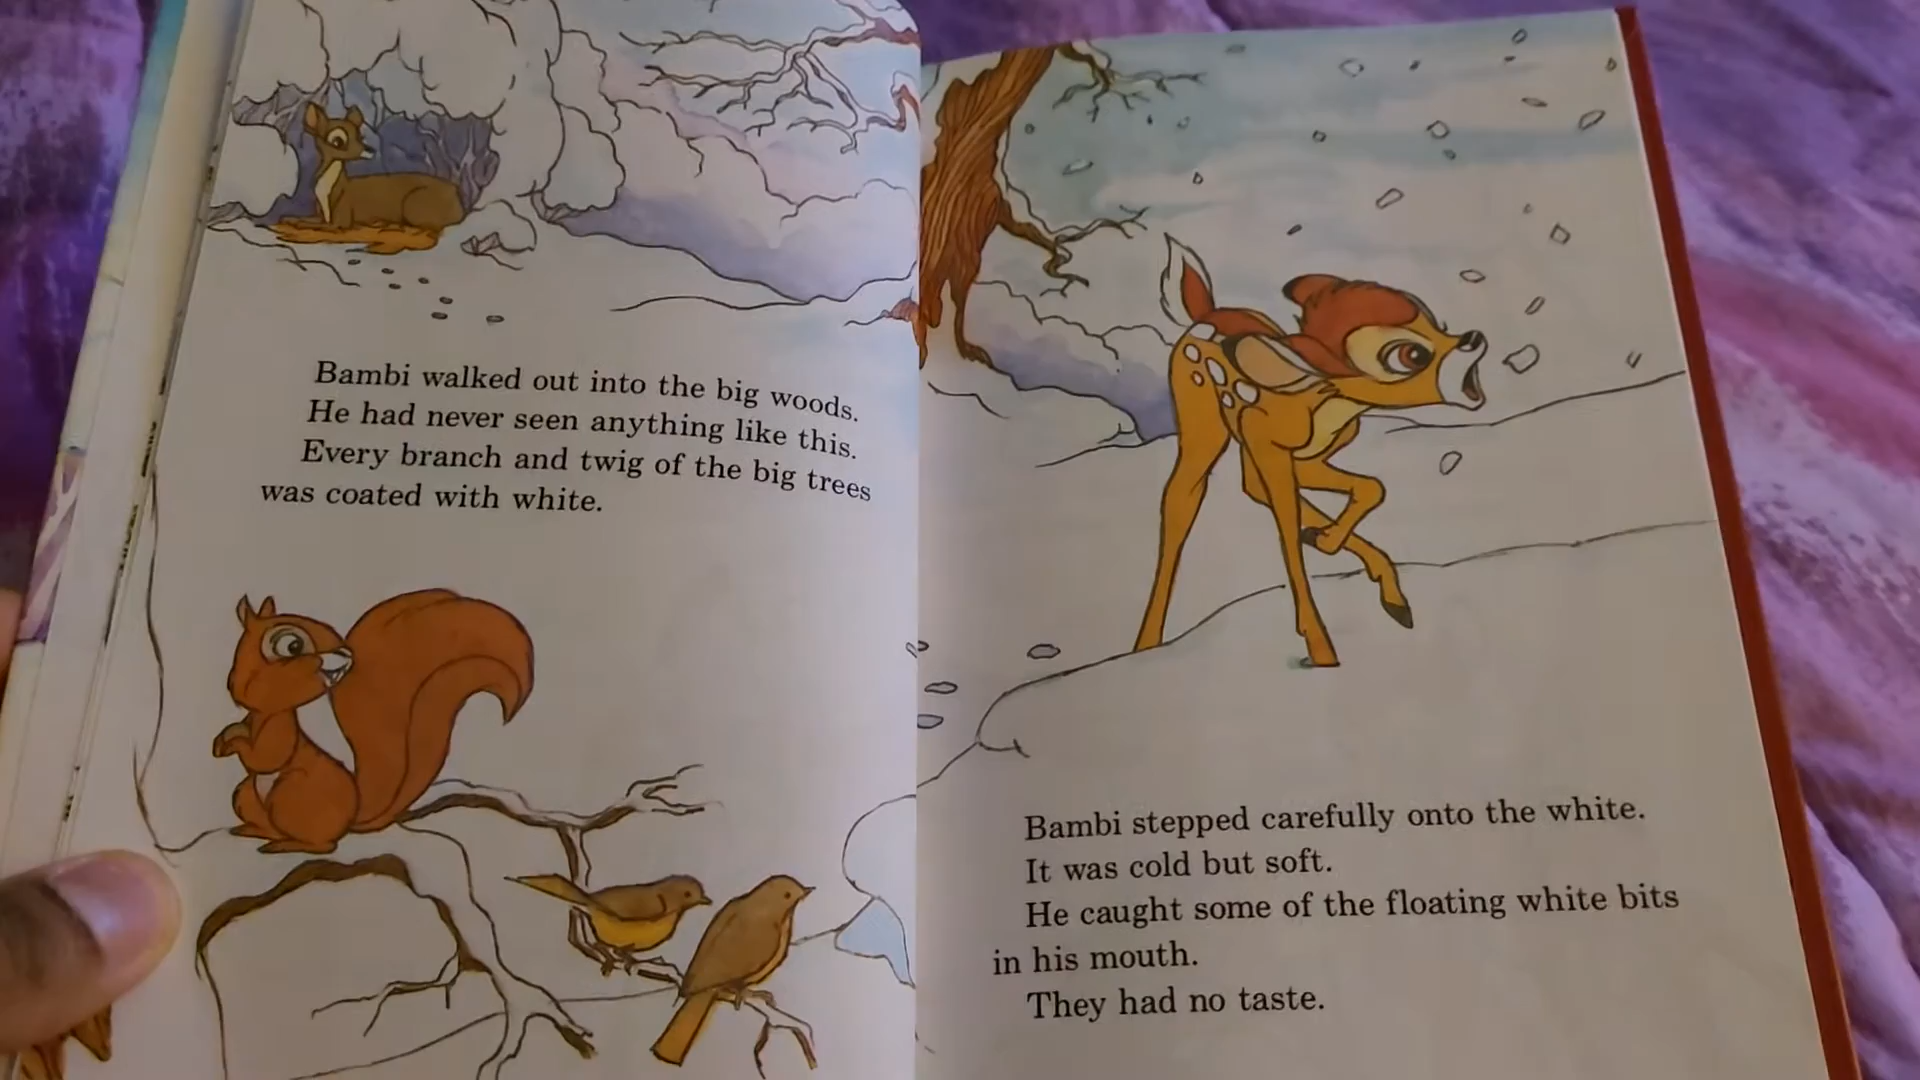 Bambi walked out into the big woods.
He had never seen anything like this.
Every branch and twig of the big trees
was coated with white.
Bambi stepped carefully onto the white.
It was cold but soft.
He caught some of the floating white bits
in his mouth.
They had no taste.